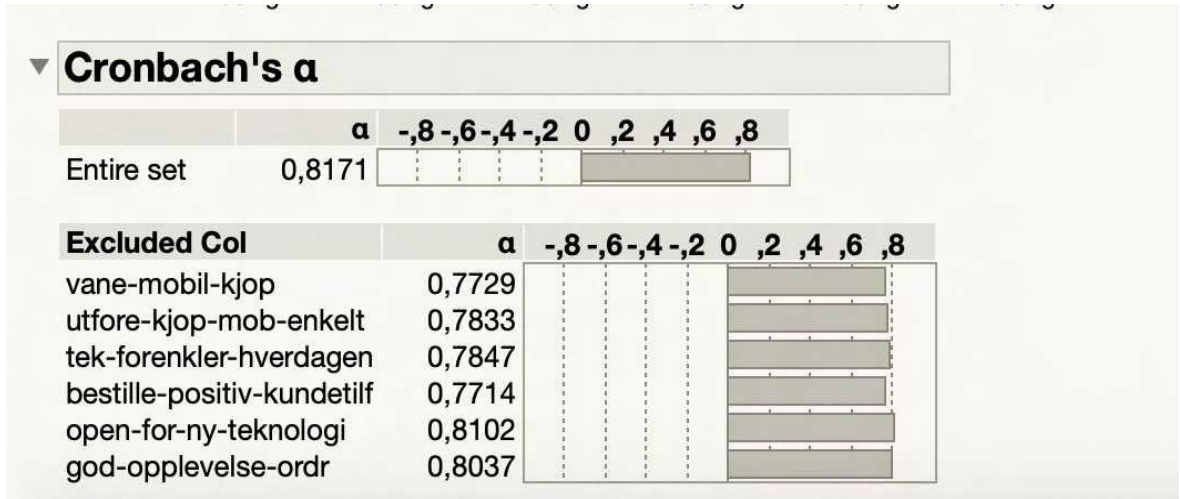 Cronbach's α
α -,8 -,6 -,4 -,2 0 ,2 ,4 ,6 ,8
Entire set 0,8171
Excluded Col α -,8 -,6 -,4 -,2 0 ,2 ,4 ,6 ,8
vane-mobil-kjop 0,7729
utfore-kjop-mob-enkelt 0,7833
tek-forenkler-hverdagen 0,7847
bestille-positiv-kundetilf 0,7714
open-for-ny-teknologi 0,8102
god-opplevelse-ordr 0,8037